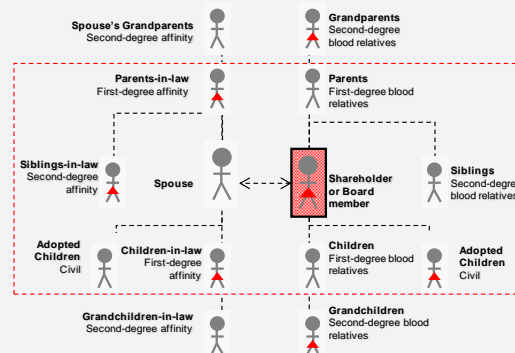 Spouse's Grandparents
Second-degree affinity
Grandparents
Second-degree
blood relatives
Parents-in-law
First-degree affinity
Parents
First-degree blood
relatives
Siblings-in-law
Second-degree
affinity
Spouse
Shareholder
or Board
member
Siblings
Second-degree
blood relatives
Adopted
Children
Civil
Children-in-law
First-degree
affinity
Children
First-degree blood
relatives
Adopted
Children
Civil
Grandchildren-in-law
Second-degree affinity
Grandchildren
Second-degree blood
relatives